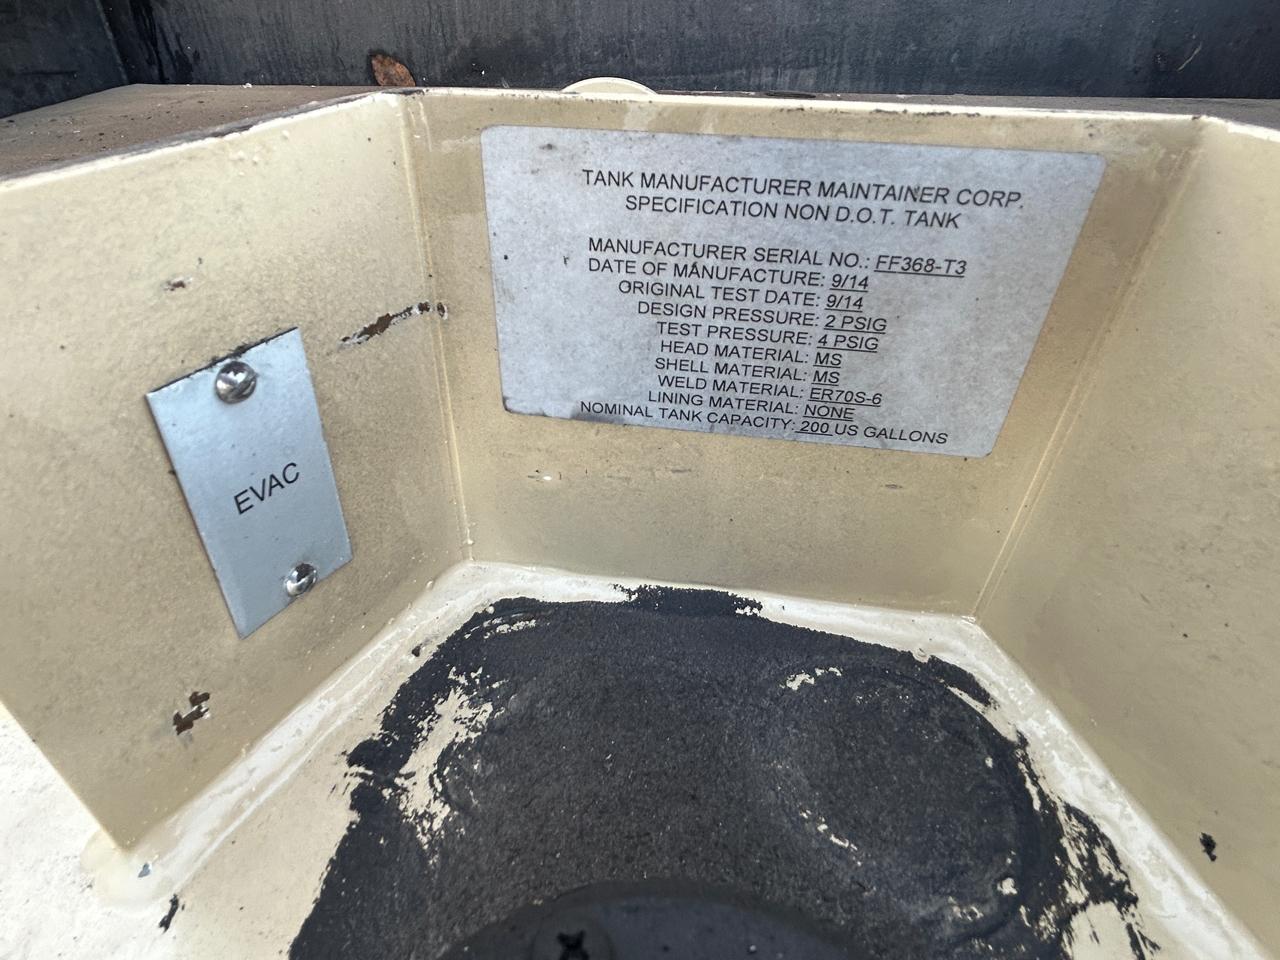 TANK MANUFACTURER MAINTAINER CORP.
SPECIFICATION NON D.O.T. TANK
MANUFACTURER SERIAL NO.: FF368-T3
DATE OF MANUFACTURE: 9/14
ORIGINAL TEST DATE: 9/14
DESIGN PRESSURE: 2 PSIG
TEST PRESSURE: 4 PSIG
HEAD MATERIAL: MS
SHELL MATERIAL: MS
WELD MATERIAL: ER70S-6
LINING MATERIAL: NONE
NOMINAL TANK CAPACITY: 200 US GALLONS
EVAC